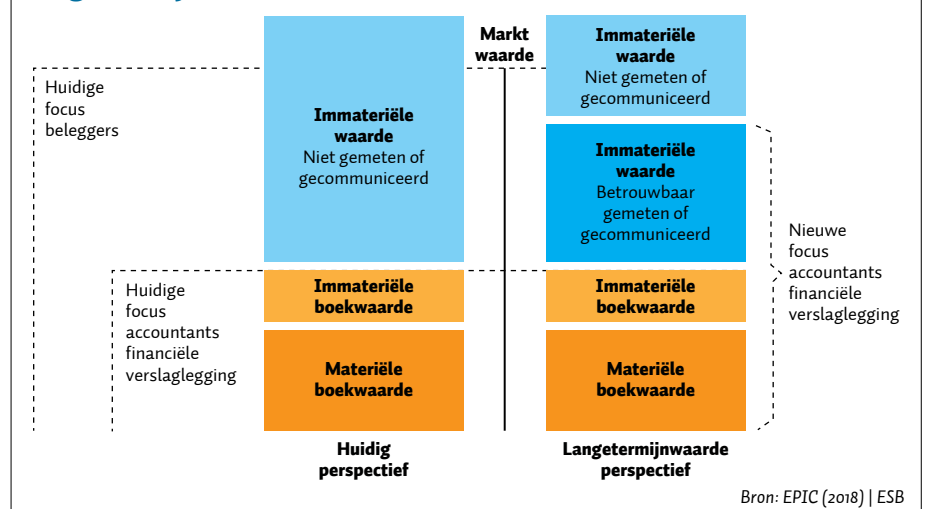 Markt
waarde
Huidige
focus
beleggers
Immateriële
waarde
Niet gemeten of
gecommuniceerd
Immateriële
waarde
Niet gemeten of
gecommuniceerd
Immateriële
waarde
Betrouwbaar
gemeten of
gecommuniceerd
Nieuwe
focus
accountants
financiële
verslaglegging
Huidige
focus
accountants
financiële
verslaglegging
Immateriële
boekwaarde
Immateriële
boekwaarde
Materiële
boekwaarde
Materiële
boekwaarde
Huidig
perspectief
Langetermijnwaarde
perspectief
Bron: EPIC (2018) | ESB